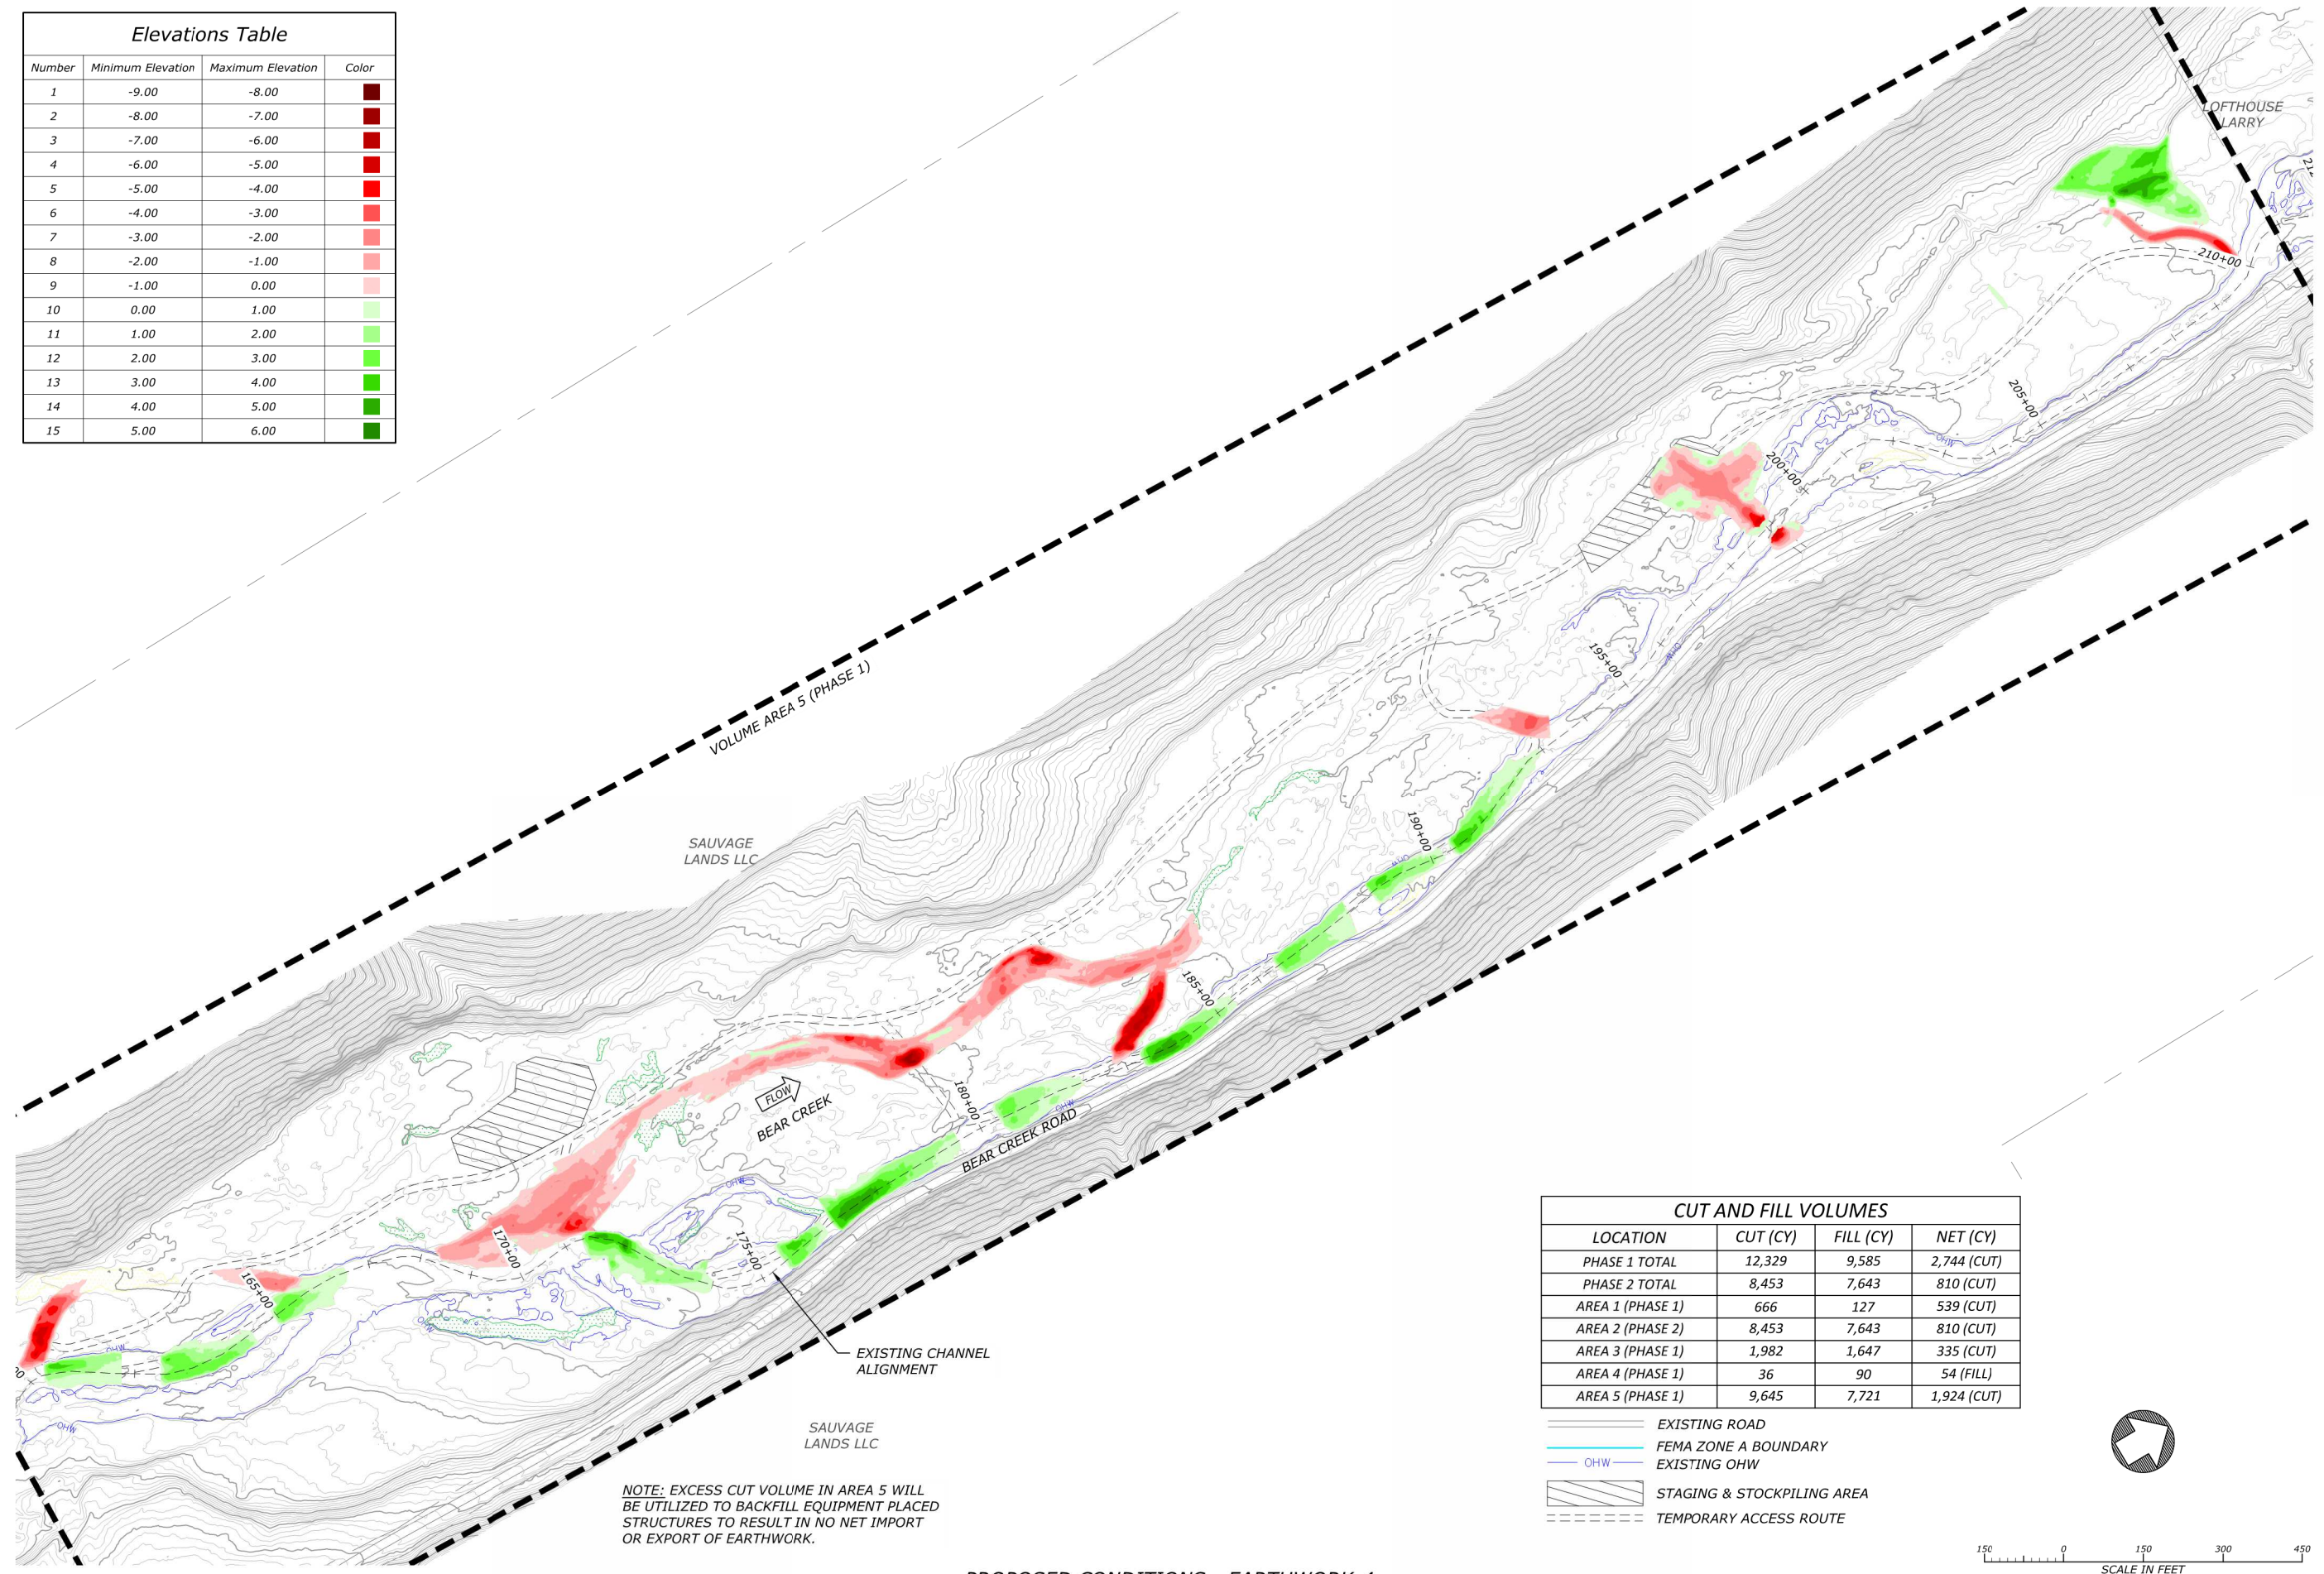 Elevations Table
Number Minimum Elevation Maximum Elevation Color
1 -9.00 -8.00
2 -8.00 -7.00
3 -7.00 -6.00
4 -6.00 -5.00
5 -5.00 -4.00
6 -4.00 -3.00
7 -3.00 -2.00
8 -2.00 -1.00
9 -1.00 0.00
10 0.00 1.00
11 1.00 2.00
12 2.00 3.00
13 3.00 4.00
14 4.00 5.00
15 5.00 6.00
LOFTHOUSE
LARRY
210+00
205+00
OHW
200+00
195+00
OHW
VOLUME AREA 5 (PHASE 1)
190+00
OHW
SAUVAGE
LANDS LLC
185+00
180+00
FLOW
BEAR CREEK
OHW
BEAR CREEK ROAD
OHW
175+00
170+00
165+00
OHW
OHW
OHW
EXISTING CHANNEL
ALIGNMENT
SAUVAGE
LANDS LLC
NOTE: EXCESS CUT VOLUME IN AREA 5 WILL
BE UTILIZED TO BACKFILL EQUIPMENT PLACED
STRUCTURES TO RESULT IN NO NET IMPORT
OR EXPORT OF EARTHWORK.
CUT AND FILL VOLUMES
LOCATION CUT (CY) FILL (CY) NET (CY)
PHASE 1 TOTAL 12,329 9,585 2,744 (CUT)
PHASE 2 TOTAL 8,453 7,643 810 (CUT)
AREA 1 (PHASE 1) 666 127 539 (CUT)
AREA 2 (PHASE 2) 8,453 7,643 810 (CUT)
AREA 3 (PHASE 1) 1,982 1,647 335 (CUT)
AREA 4 (PHASE 1) 36 90 54 (FILL)
AREA 5 (PHASE 1) 9,645 7,721 1,924 (CUT)
EXISTING ROAD
FEMA ZONE A BOUNDARY
OHW EXISTING OHW
STAGING & STOCKPILING AREA
TEMPORARY ACCESS ROUTE
150 0 150 300 450
SCALE IN FEET